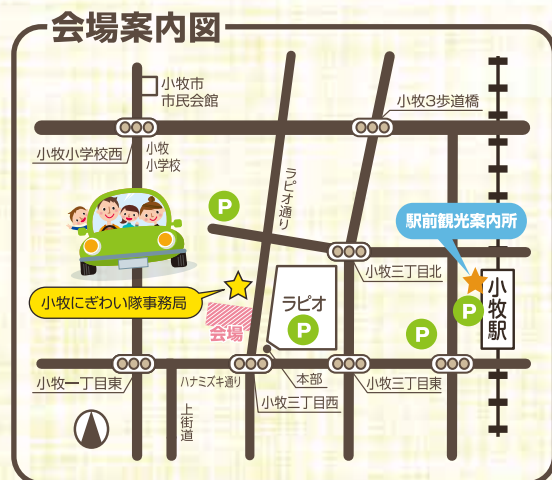 会場案内図
小牧市
市民会館
小牧3歩道橋
小牧小学校西
小牧
小学校
ラピオ通り
P
駅前観光案内所
小牧三丁目北
小牧にぎわい隊事務局
会場
ラピオ
P
P
P
小牧駅
小牧一丁目東
ハナミズキ通り
本部
小牧三丁目西
小牧三丁目東
上街道